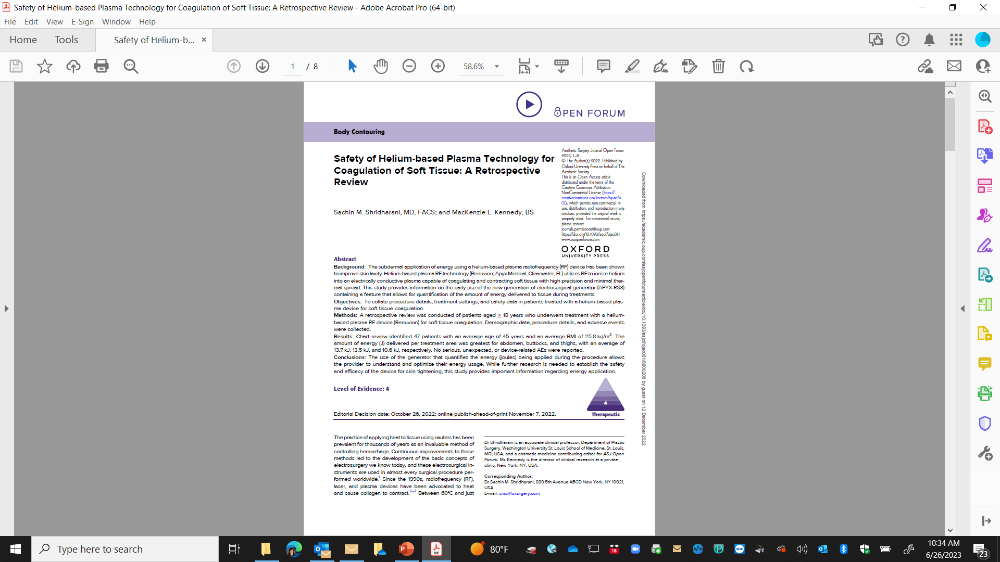 Safety of Helium-based Plasma Technology for Coagulation of Soft Tissue: A Retrospective Review - Adobe Acrobat Pro (64-bit)
File Edit View E-Sign Window Help
Home Tools Safety of Helium-b... ×
1 / 8 58.6%
OPEN FORUM
Body Contouring
Safety of Helium-based Plasma Technology for
Coagulation of Soft Tissue: A Retrospective
Review
Sachin M. Shridharani, MD, FACS; and MacKenzie L. Kennedy, BS
Aesthetic Surgery Journal Open Forum
2022, 1–8
© The Author(s) 2022. Published by
Oxford University Press on behalf of The
Aesthetic Society.
This is an Open Access article
distributed under the terms of the
Creative Commons Attribution-
NonCommercial License (https://
creativecommons.org/licenses/by-nc/4.
0/), which permits non-commercial re-
use, distribution, and reproduction in any
medium, provided the original work is
properly cited. For commercial re-use,
please contact
journals.permissions@oup.com
https://doi.org/10.1093/asjof/ojac081
www.asjopenforum.com
OXFORD
UNIVERSITY PRESS
Abstract
Background: The subdermal application of energy using a helium-based plasma radiofrequency (RF) device has been shown
to improve skin laxity. Helium-based plasma RF technology (Renuvion; Apyx Medical, Clearwater, FL) utilizes RF to ionize helium
into an electrically conductive plasma capable of coagulating and contracting soft tissue with high precision and minimal ther-
mal spread. This study provides information on the early use of the new generation of electrosurgical generator (APYX-RS3)
containing a feature that allows for quantification of the amount of energy delivered to tissue during treatments.
Objectives: To collate procedure details, treatment settings, and safety data in patients treated with a helium-based plas-
ma device for soft tissue coagulation.
Methods: A retrospective review was conducted of patients aged ≥ 18 years who underwent treatment with a helium-
based plasma RF device (Renuvion) for soft tissue coagulation. Demographic data, procedure details, and adverse events
were collected.
Results: Chart review identified 47 patients with an average age of 45 years and an average BMI of 25.8 kg/m². The
amount of energy (J) delivered per treatment area was greatest for abdomen, buttocks, and thighs, with an average of
13.7 kJ, 13.5 kJ, and 10.6 kJ, respectively. No serious, unexpected, or device-related AEs were reported.
Conclusions: The use of the generator that quantifies the energy (joules) being applied during the procedure allows
the provider to understand and optimize their energy usage. While further research is needed to establish the safety
and efficacy of the device for skin tightening, this study provides important information regarding energy application.
Level of Evidence: 4
4
Therapeutic
Editorial Decision date: October 26, 2022; online publish-ahead-of-print November 7, 2022.
The practice of applying heat to tissue using cauters has been
prevalent for thousands of years as an invaluable method of
controlling hemorrhage. Continuous improvements to these
methods led to the development of the basic concepts of
electrosurgery we know today, and these electrosurgical in-
struments are used in almost every surgical procedure per-
formed worldwide.¹ Since the 1990s, radiofrequency (RF),
laser, and plasma devices have been advocated to heat
and cause collagen to contract.²⁻⁷ Between 60°C and just
Dr Shridharani is an associate clinical professor, Department of Plastic
Surgery, Washington University St. Louis School of Medicine, St. Louis,
MO, USA, and a cosmetic medicine contributing editor for ASJ Open
Forum. Ms Kennedy is the director of clinical research at a private
clinic, New York, NY, USA.
Corresponding Author:
Dr Sachin M. Shridharani, 880 5th Avenue ABCD New York, NY 10021,
USA.
E-mail: sms@luxurgery.com
Downloaded from https://academic.oup.com/asjopenforum/article/doi/10.1093/asjof/ojac081/6806208 by guest on 12 December 2022
Type here to search
80°F
18
10:34 AM
6/26/2023
23